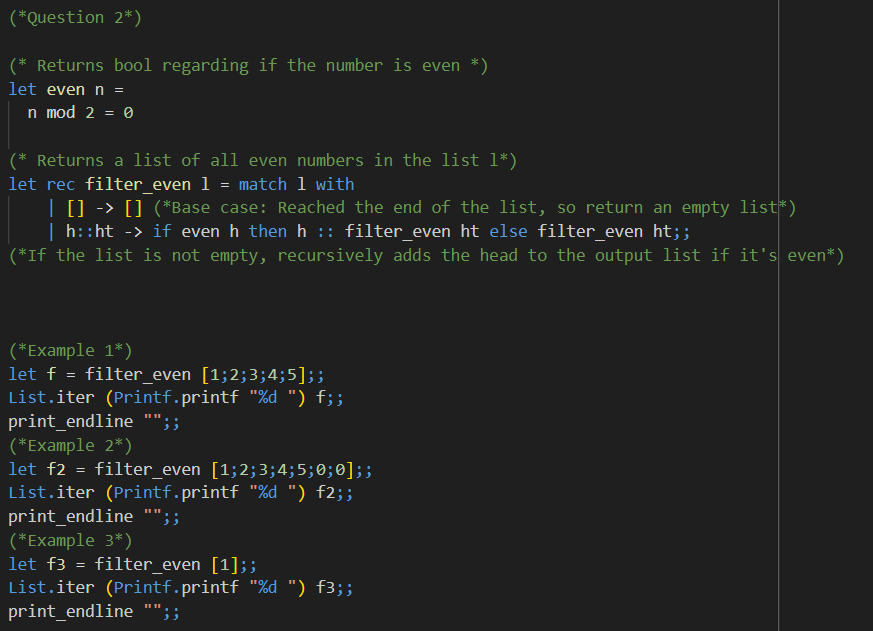 (*Question 2*)
(* Returns bool regarding if the number is even *)
let even n =
n mod 2 = 0
(* Returns a list of all even numbers in the list l*)
let rec filter_even l = match l with
| [] -> [] (*Base case: Reached the end of the list, so return an empty list*)
| h::ht -> if even h then h :: filter_even ht else filter_even ht;;
(*If the list is not empty, recursively adds the head to the output list if it's even*)
(*Example 1*)
let f = filter_even [1;2;3;4;5];;
List.iter (Printf.printf "%d ") f;;
print_endline "";;
(*Example 2*)
let f2 = filter_even [1;2;3;4;5;0;0];;
List.iter (Printf.printf "%d ") f2;;
print_endline "";;
(*Example 3*)
let f3 = filter_even [1];;
List.iter (Printf.printf "%d ") f3;;
print_endline "";;